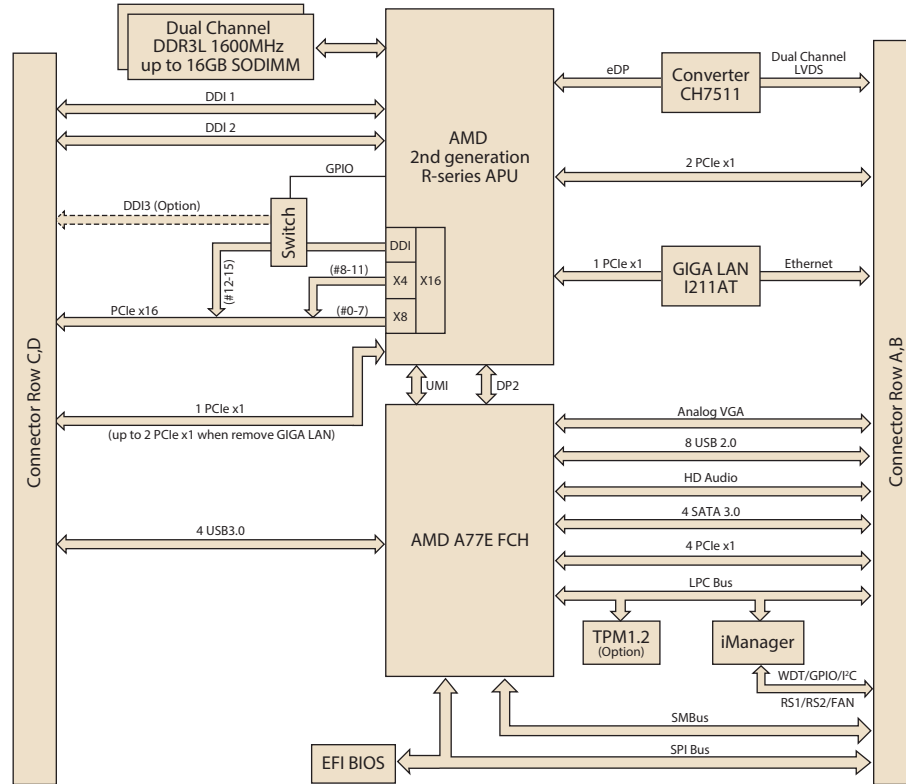 Dual Channel
DDR3L 1600MHz
up to 16GB SODIMM
Connector Row C,D
DDI 1
DDI 2
GPIO
DDI3 (Option)
Switch
(#12-15)
(#8-11)
(#0-7)
PCIe x16
DDI
X4
X8
X16
AMD
2nd generation
R-series APU
eDP
Converter
CH7511
Dual Channel
LVDS
2 PCIe x1
1 PCIe x1
GIGA LAN
I211AT
Ethernet
Connector Row A,B
UMI
DP2
1 PCIe x1
(up to 2 PCIe x1 when remove GIGA LAN)
4 USB3.0
AMD A77E FCH
Analog VGA
8 USB 2.0
HD Audio
4 SATA 3.0
4 PCIe x1
LPC Bus
TPM1.2
(Option)
iManager
WDT/GPIO/I²C
RS1/RS2/FAN
SMBus
SPI Bus
EFI BIOS